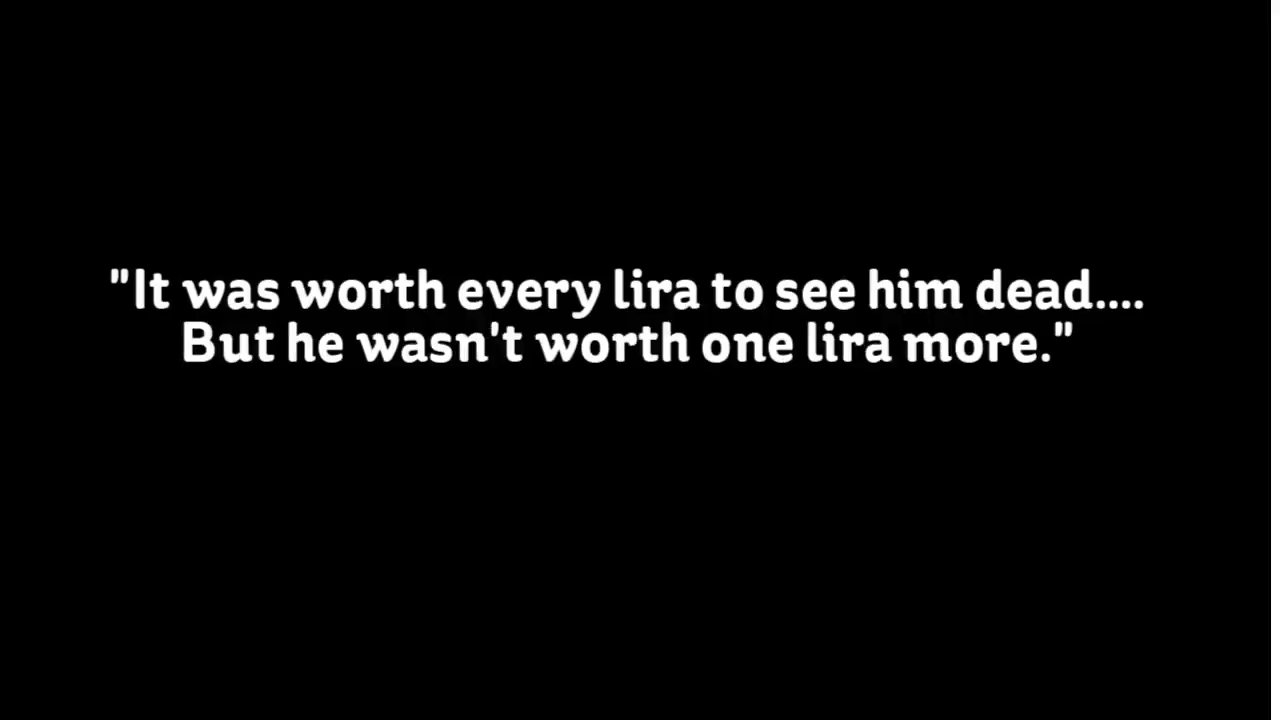 "It was worth every lira to see him dead....
But he wasn't worth one lira more."